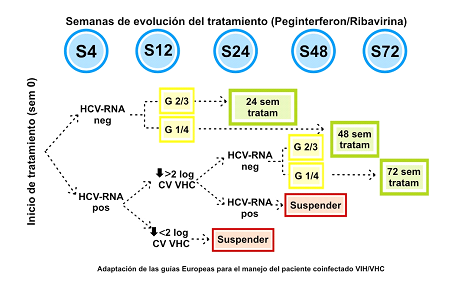 Semanas de evolución del tratamiento (Peginterferon/Ribavirina)
S4 S12 S24 S48 S72
Inicio de tratamiento (sem 0)
HCV-RNA
neg
G 2/3
24 sem
tratam
G 1/4
48 sem
tratam
HCV-RNA
pos
>2 log
CV VHC
HCV-RNA
neg
G 2/3
G 1/4
72 sem
tratam
HCV-RNA
pos
Suspender
<2 log
CV VHC
Suspender
Adaptación de las guías Europeas para el manejo del paciente coinfectado VIH/VHC